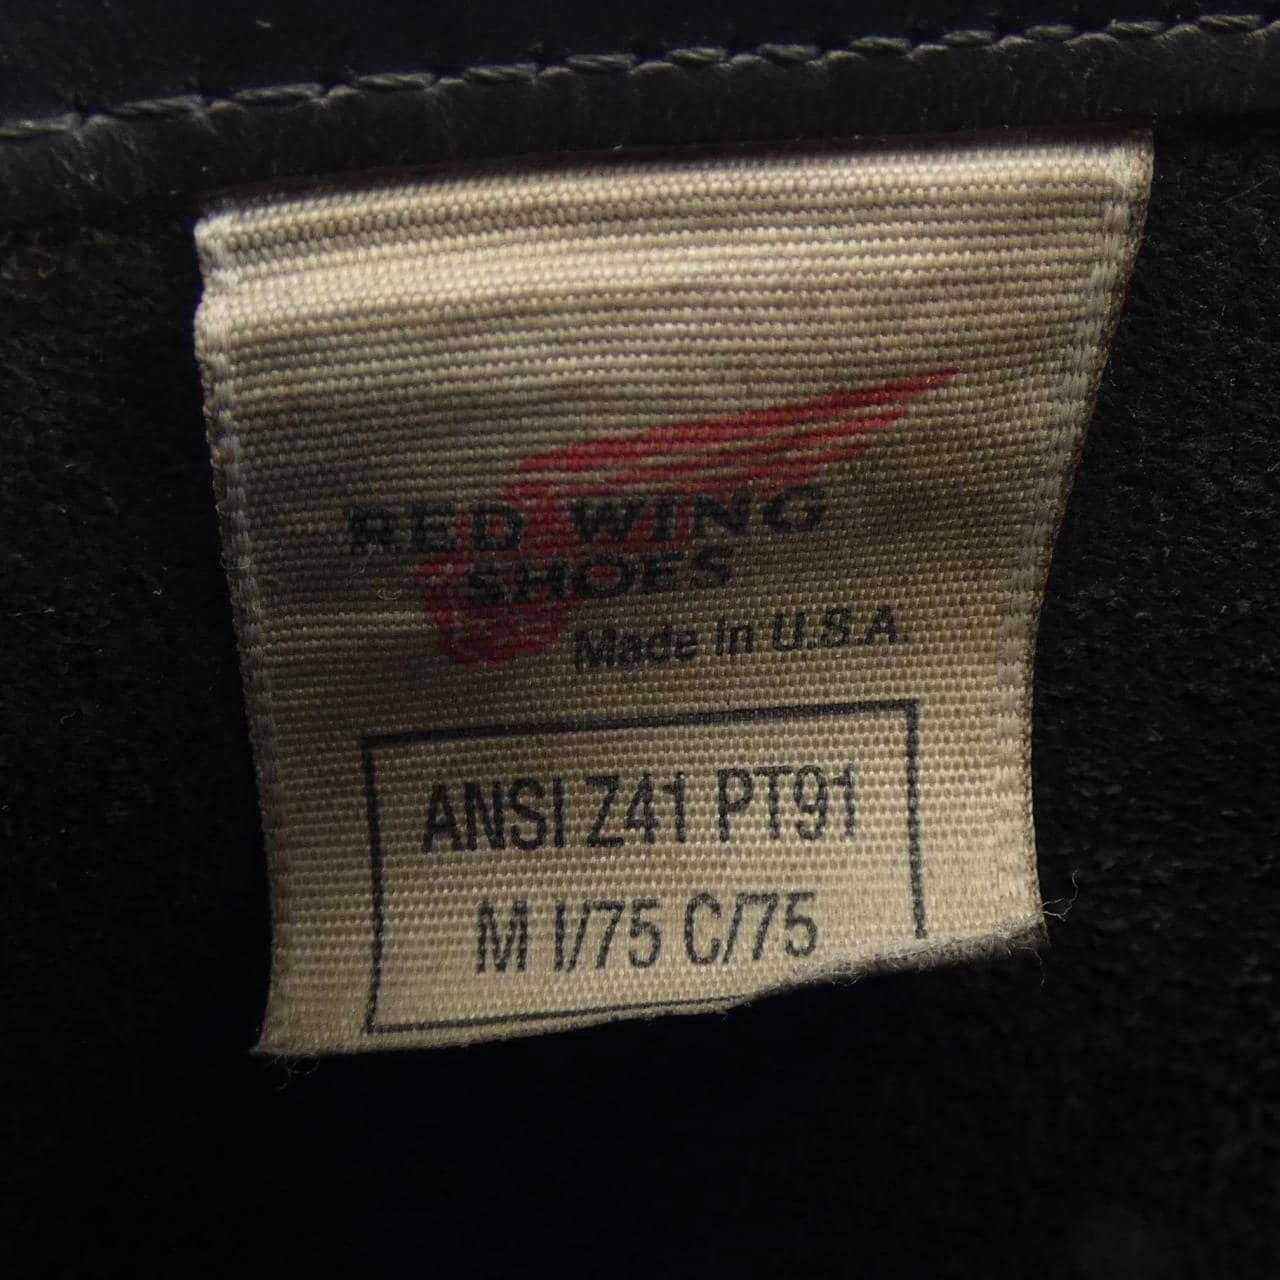 RED WING
SHOES
Made in U.S.A.
ANSI Z41 PT91
M I/75 C/75